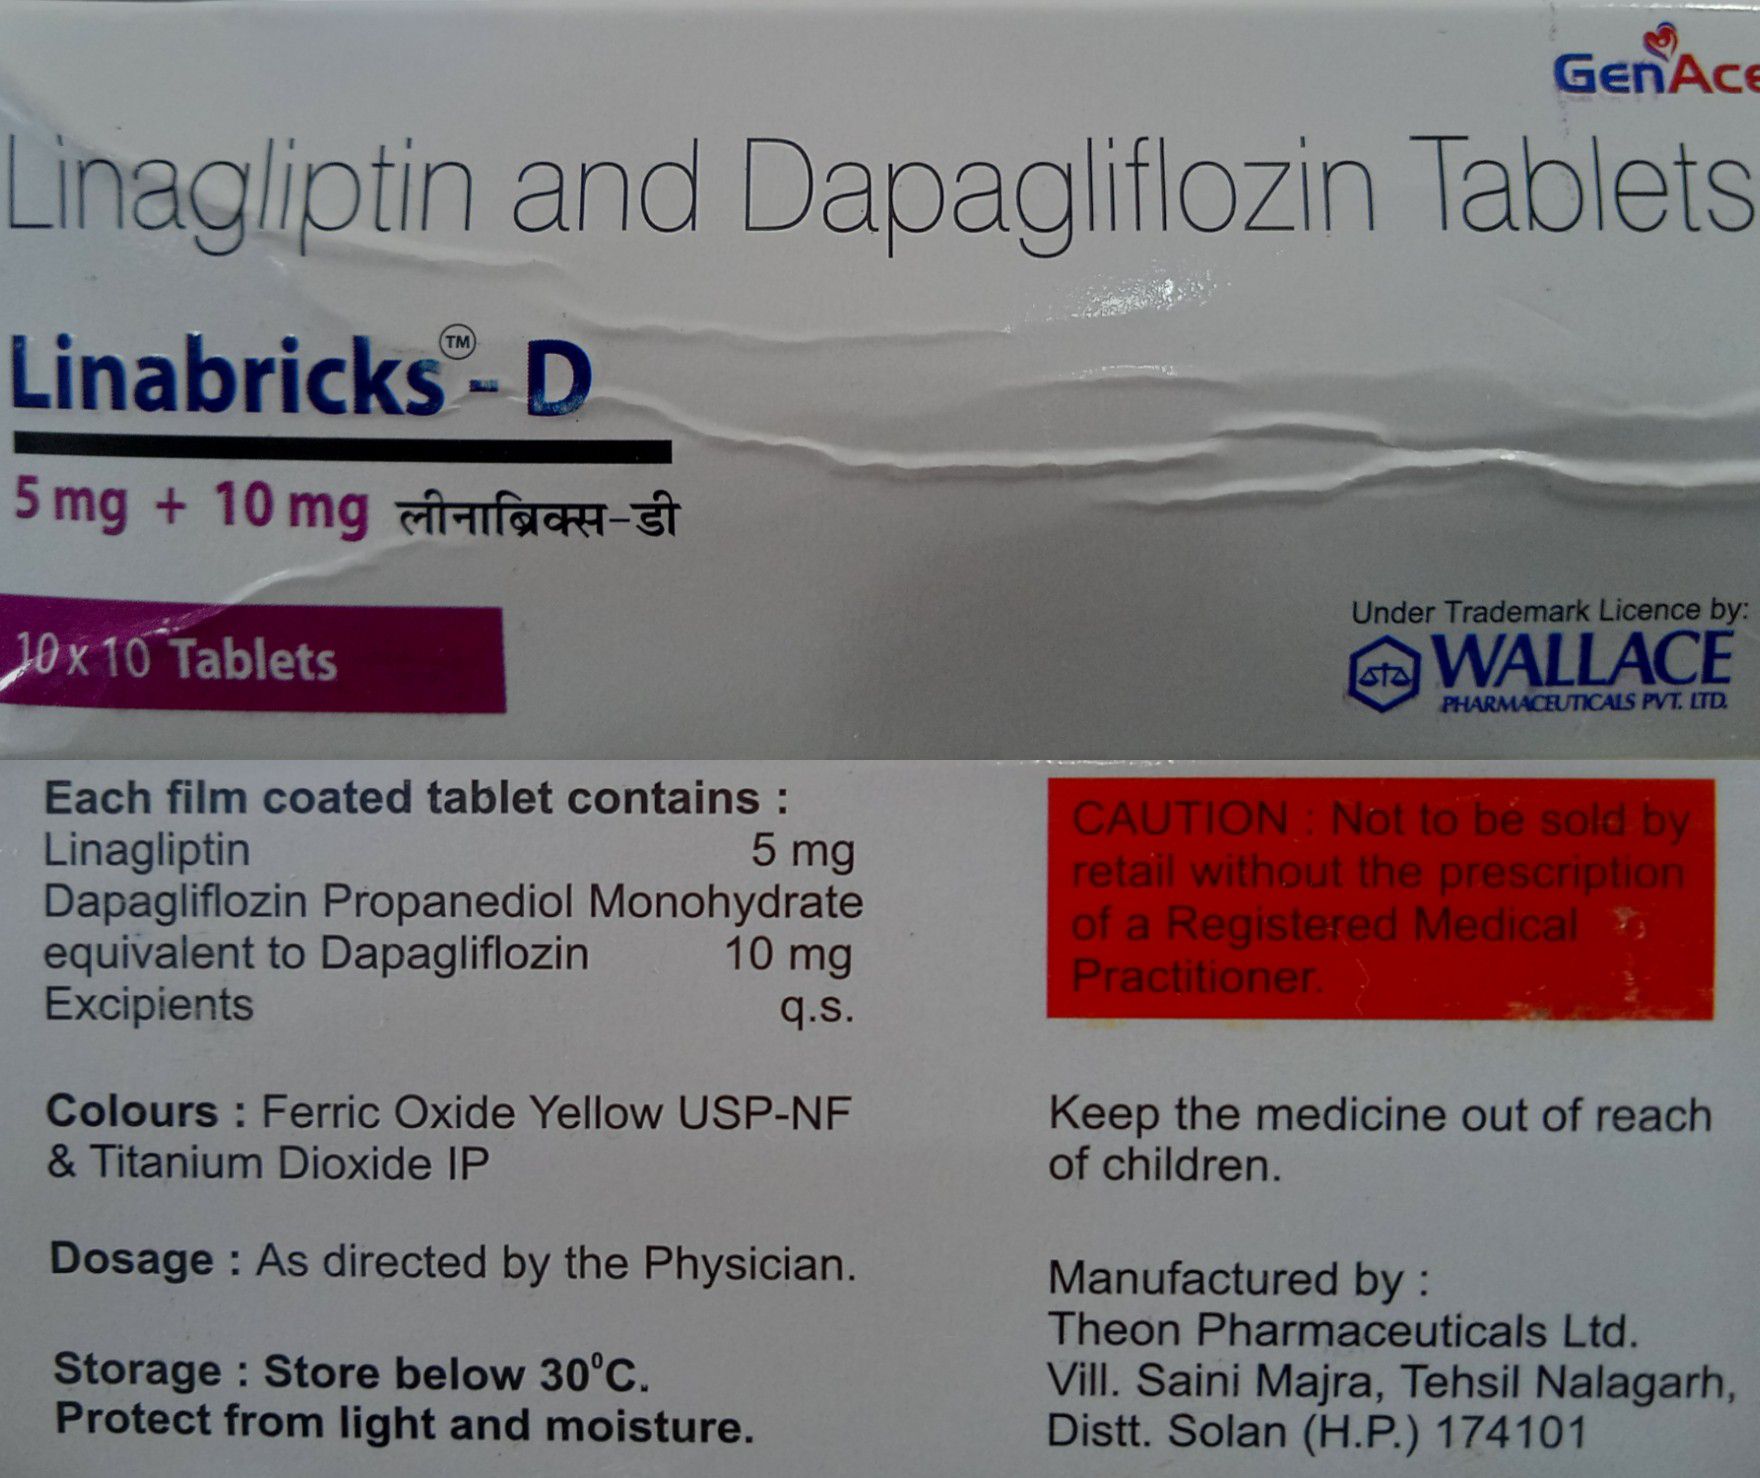 GenAce
Linagliptin and Dapagliflozin Tablets
Linabricks™ - D
5 mg + 10 mg लीनाब्रिक्स-डी
10 x 10 Tablets
Under Trademark Licence by:
WALLACE
PHARMACEUTICALS PVT. LTD.
Each film coated tablet contains :
Linagliptin 5 mg
Dapagliflozin Propanediol Monohydrate
equivalent to Dapagliflozin 10 mg
Excipients q.s.
Colours : Ferric Oxide Yellow USP-NF
& Titanium Dioxide IP
Dosage : As directed by the Physician.
Storage : Store below 30⁰C.
Protect from light and moisture.
CAUTION : Not to be sold by
retail without the prescription
of a Registered Medical
Practitioner.
Keep the medicine out of reach
of children.
Manufactured by :
Theon Pharmaceuticals Ltd.
Vill. Saini Majra, Tehsil Nalagarh,
Distt. Solan (H.P.) 174101